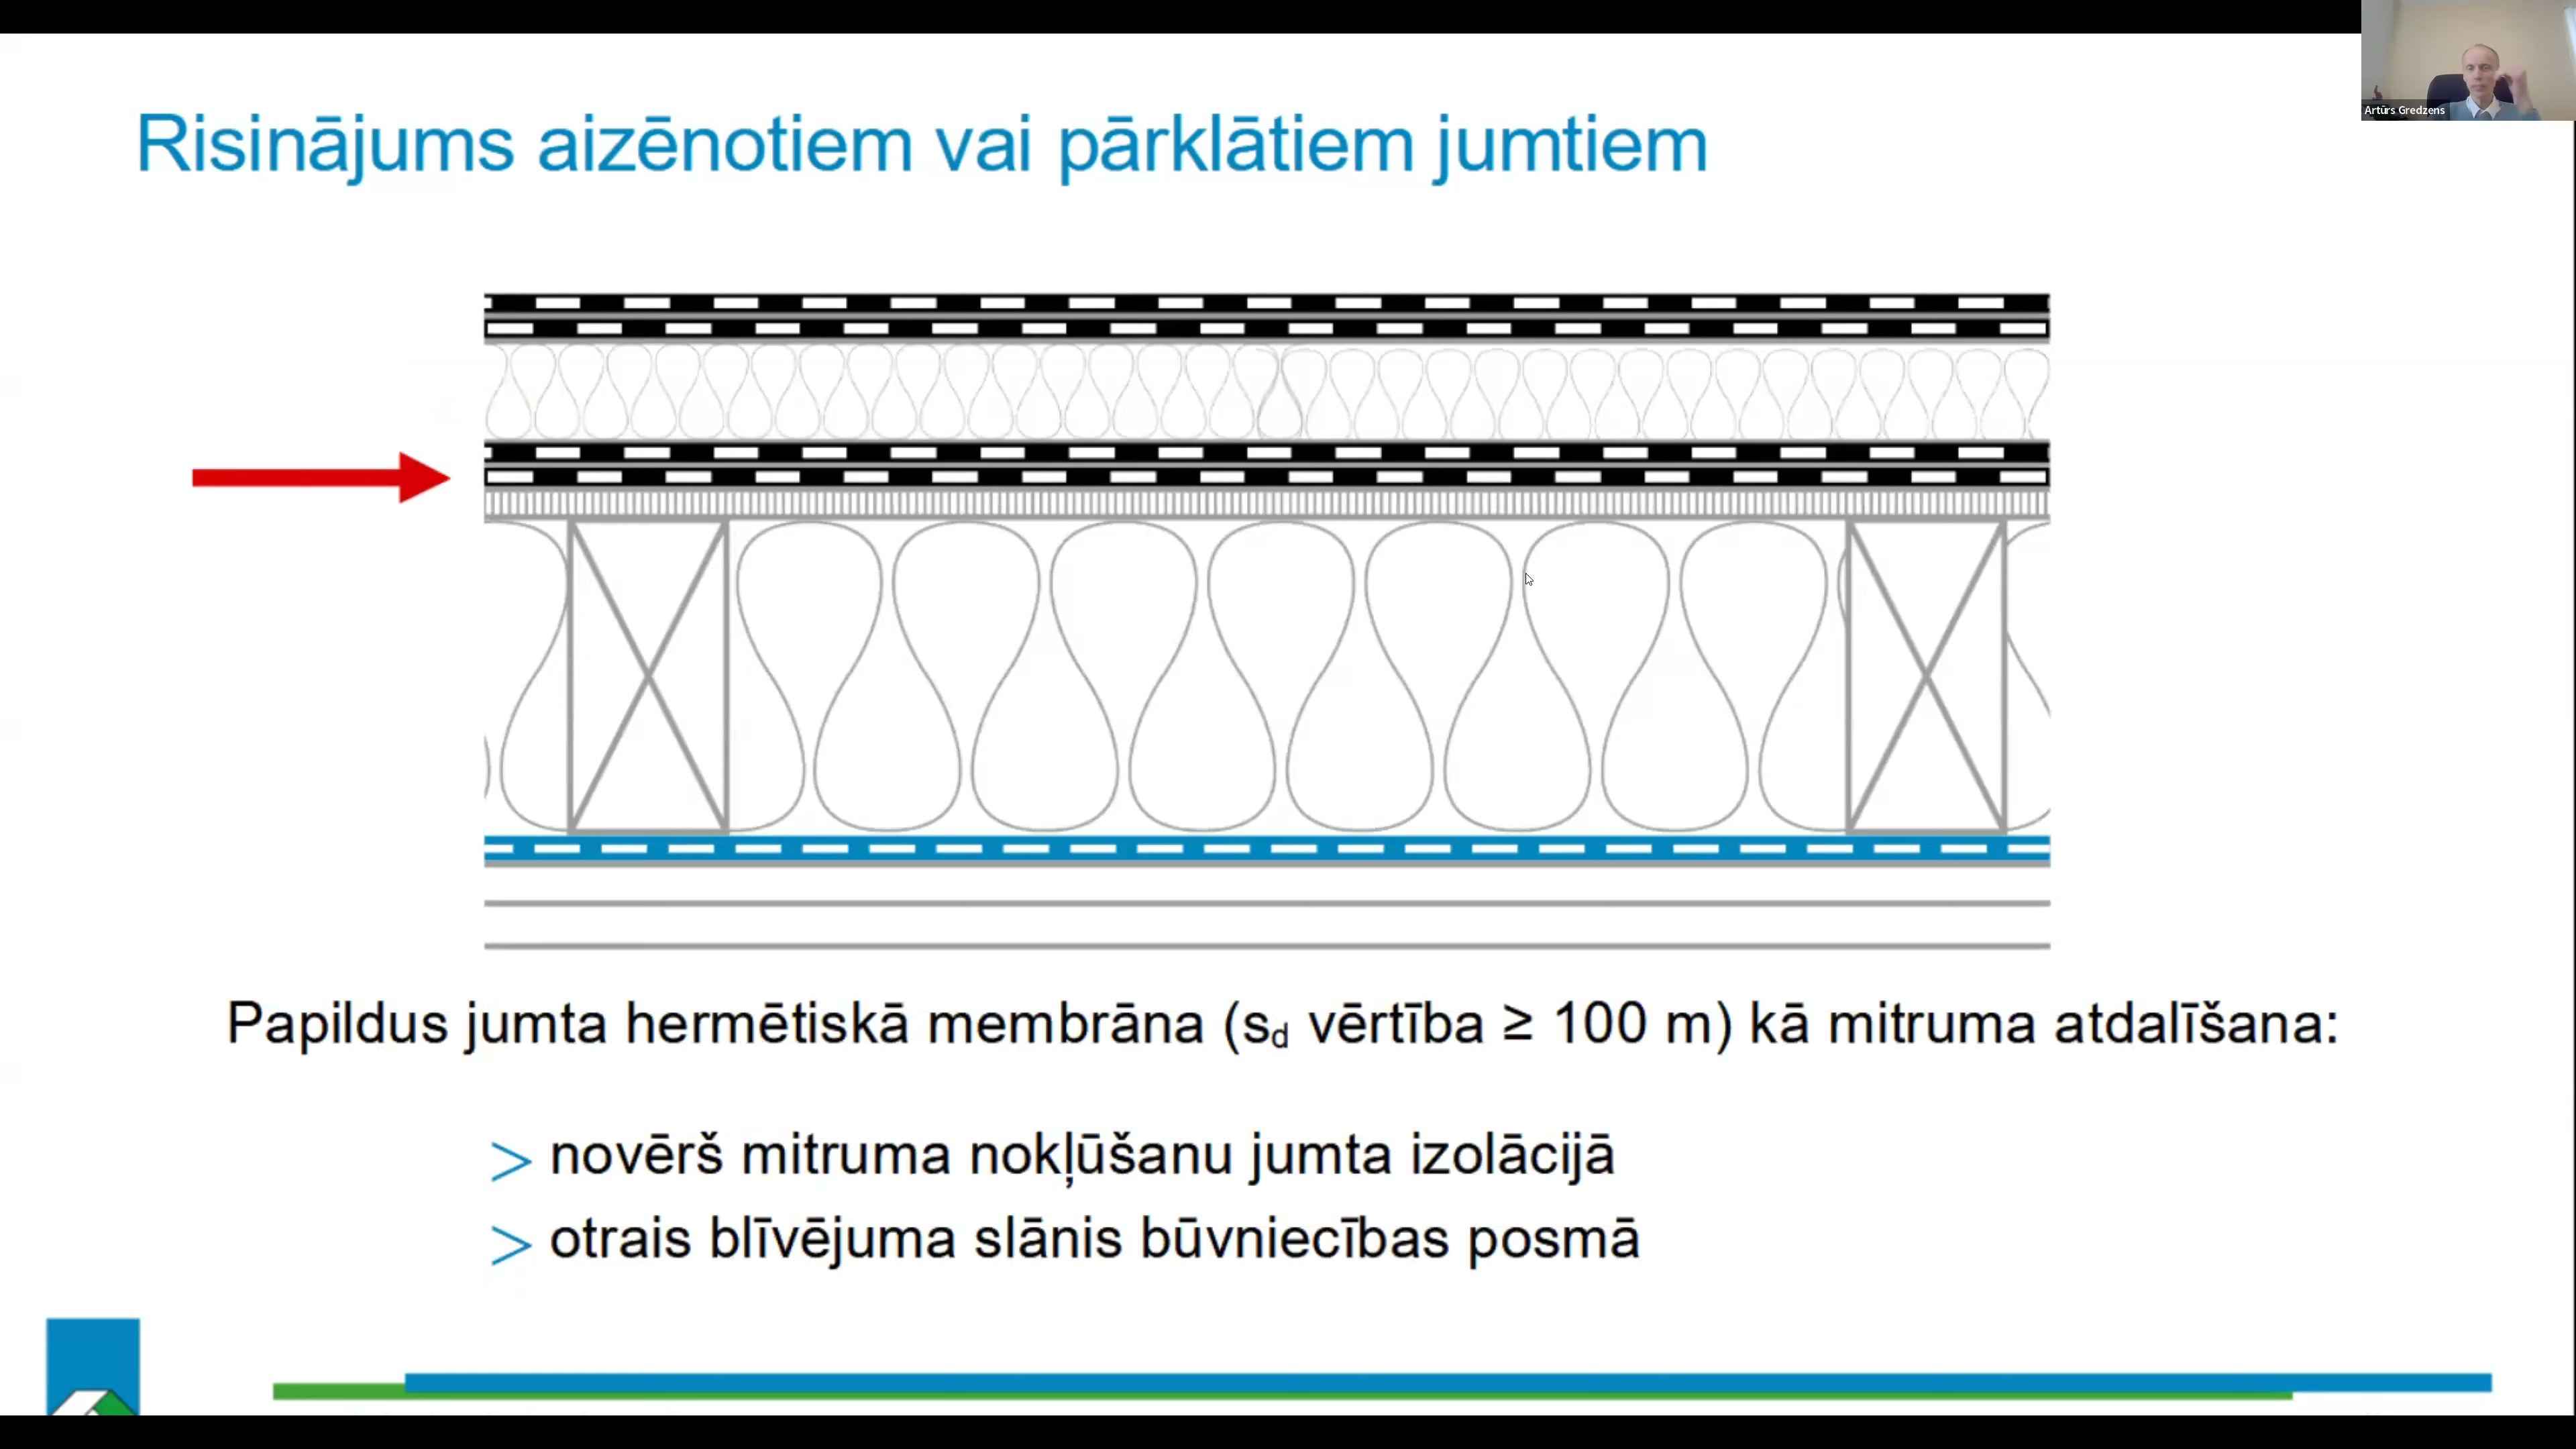 Artūrs Gredzens
Risinājums aizēnotiem vai pārklātiem jumtiem
Papildus jumta hermētiskā membrāna (sd vērtība ≥ 100 m) kā mitruma atdalīšana:
> novērš mitruma nokļūšanu jumta izolācijā
> otrais blīvējuma slānis būvniecības posmā